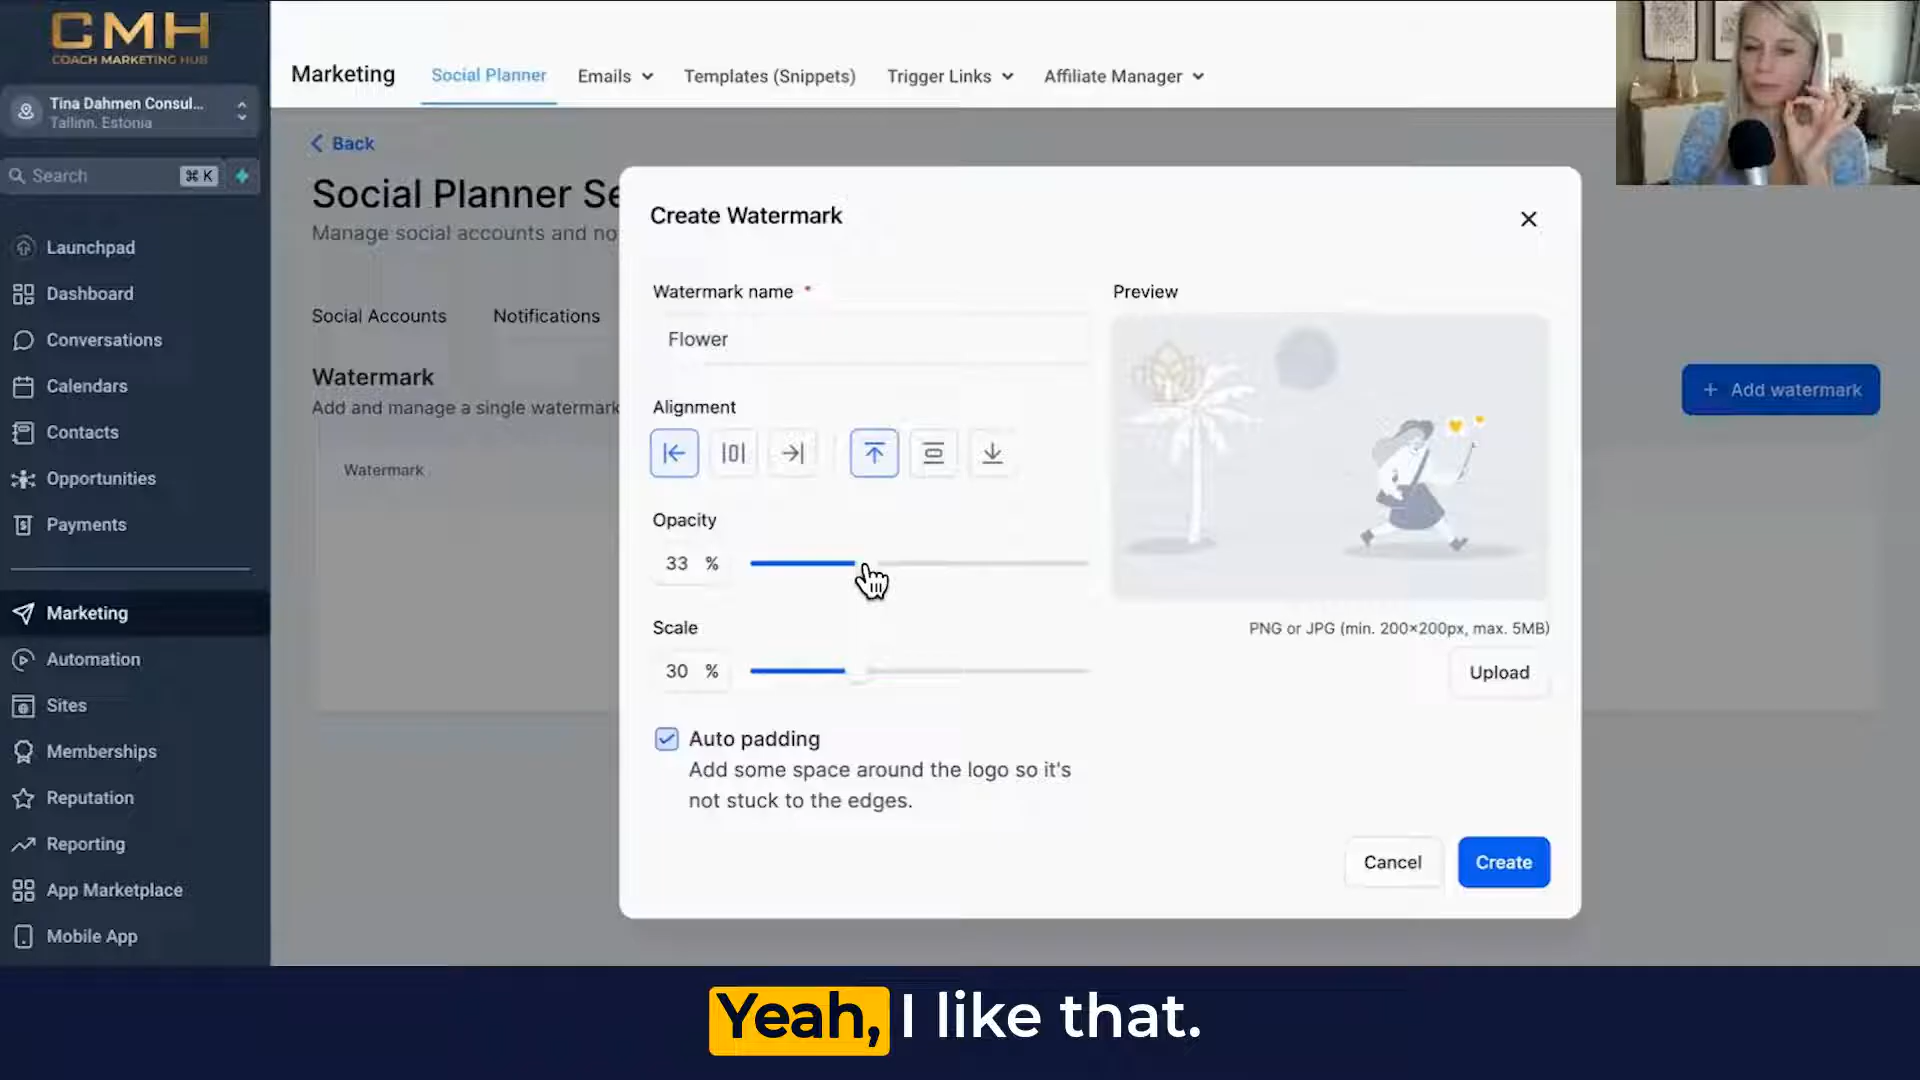 CMH
COACH MARKETING HUB
Tina Dahmen Consul...
Tallinn, Estonia
Search
⌘ K
Launchpad
Dashboard
Conversations
Calendars
Contacts
Opportunities
Payments
Marketing
Automation
Sites
Memberships
Reputation
Reporting
App Marketplace
Mobile App
Marketing
Social Planner
Emails
Templates (Snippets)
Trigger Links
Affiliate Manager
Back
Social Planner Se
Manage social accounts and no
Social Accounts
Notifications
Watermark
Add and manage a single watermark
Watermark
+ Add watermark
Create Watermark
Watermark name *
Flower
Alignment
Opacity
33 %
Scale
30 %
Auto padding
Add some space around the logo so it's
not stuck to the edges.
Preview
PNG or JPG (min. 200×200px, max. 5MB)
Upload
Cancel
Create
Yeah, I like that.